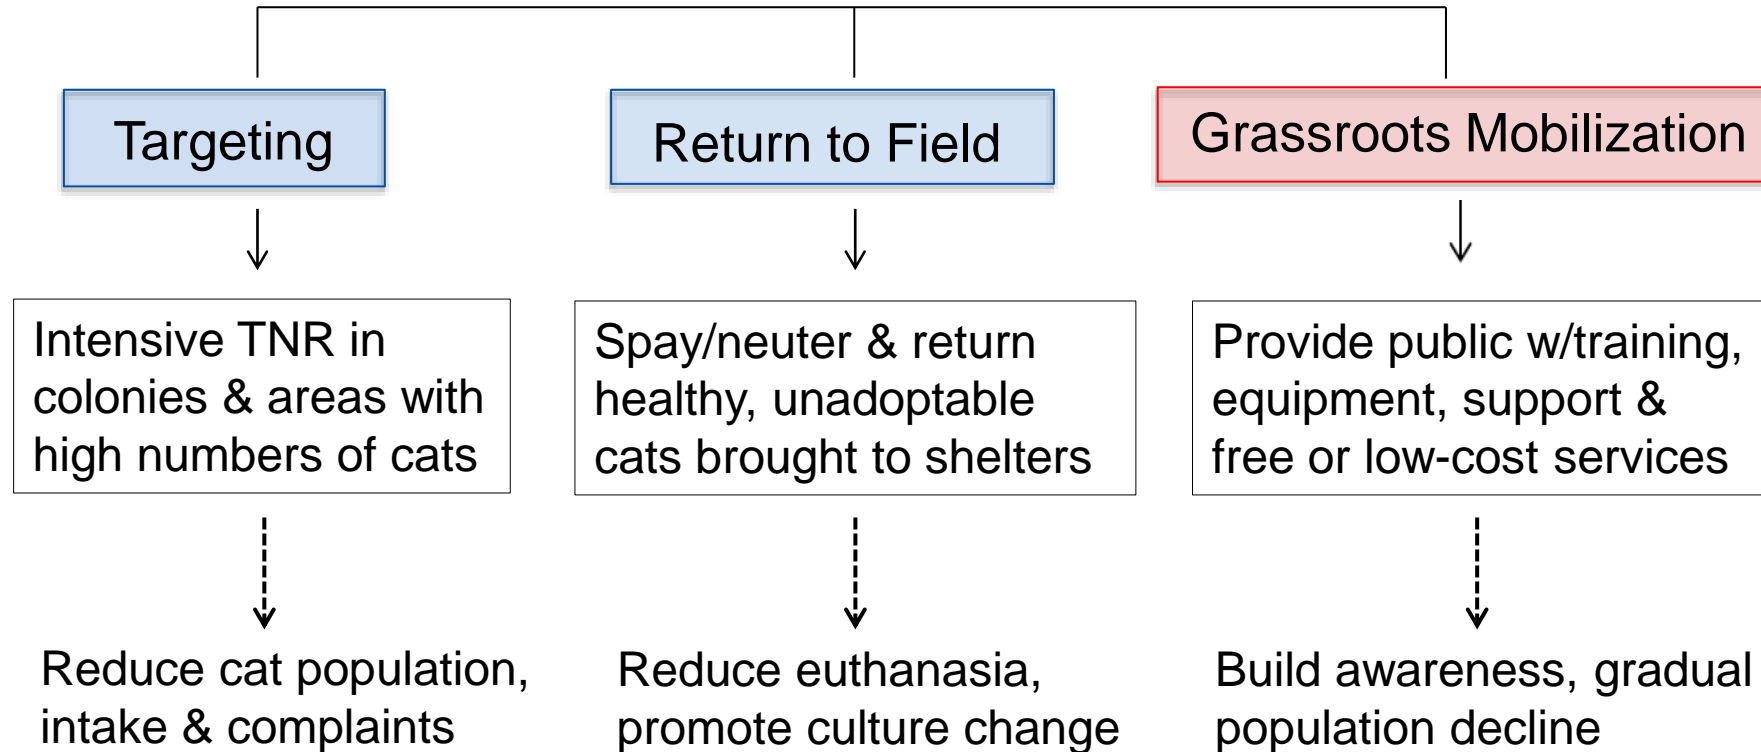 Targeting
Return to Field
Grassroots Mobilization
Intensive TNR in
colonies & areas with
high numbers of cats
Spay/neuter & return
healthy, unadoptable
cats brought to shelters
Provide public w/training,
equipment, support &
free or low-cost services
Reduce cat population,
intake & complaints
Reduce euthanasia,
promote culture change
Build awareness, gradual
population decline